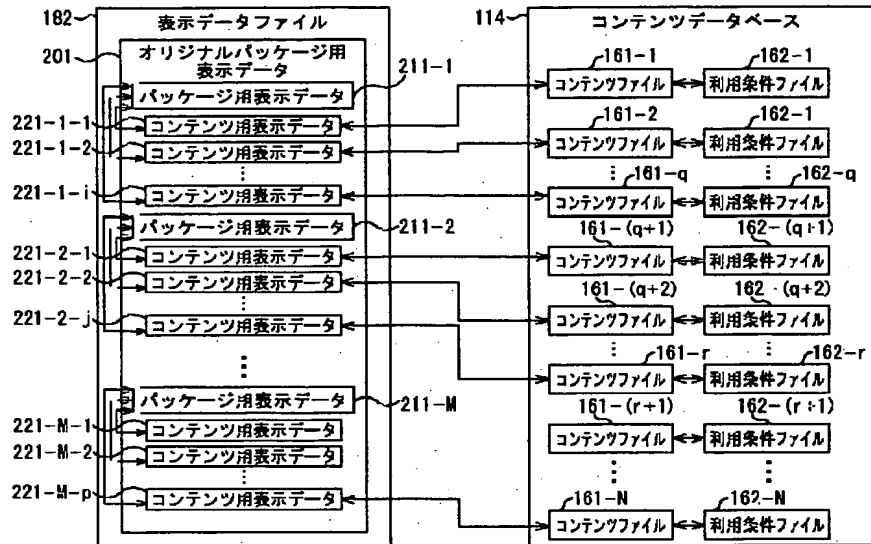 182
表示データファイル
201
オリジナルパッケージ用
表示データ
パッケージ用表示データ
211-1
221-1-1
コンテンツ用表示データ
221-1-2
コンテンツ用表示データ
221-1-i
コンテンツ用表示データ
パッケージ用表示データ
211-2
221-2-1
コンテンツ用表示データ
221-2-2
コンテンツ用表示データ
221-2-j
コンテンツ用表示データ
パッケージ用表示データ
211-M
221-M-1
コンテンツ用表示データ
221-M-2
コンテンツ用表示データ
221-M-p
コンテンツ用表示データ
114
コンテンツデータベース
161-1 162-1
コンテンツファイル 利用条件ファイル
161-2 162-1
コンテンツファイル 利用条件ファイル
161-q 162-q
コンテンツファイル 利用条件ファイル
161-(q+1) 162-(q+1)
コンテンツファイル 利用条件ファイル
161-(q+2) 162-(q+2)
コンテンツファイル 利用条件ファイル
161-r 162-r
コンテンツファイル 利用条件ファイル
161-(r+1) 162-(r+1)
コンテンツファイル 利用条件ファイル
161-N 162-N
コンテンツファイル 利用条件ファイル